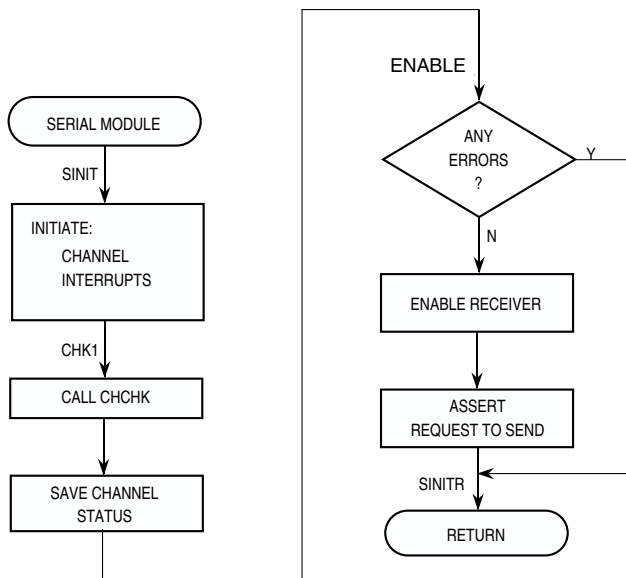 SERIAL MODULE
SINIT
INITIATE:
CHANNEL
INTERRUPTS
CHK1
CALL CHCHK
SAVE CHANNEL
STATUS
ENABLE
ANY
ERRORS
?
Y
N
ENABLE RECEIVER
ASSERT
REQUEST TO SEND
SINITR
RETURN